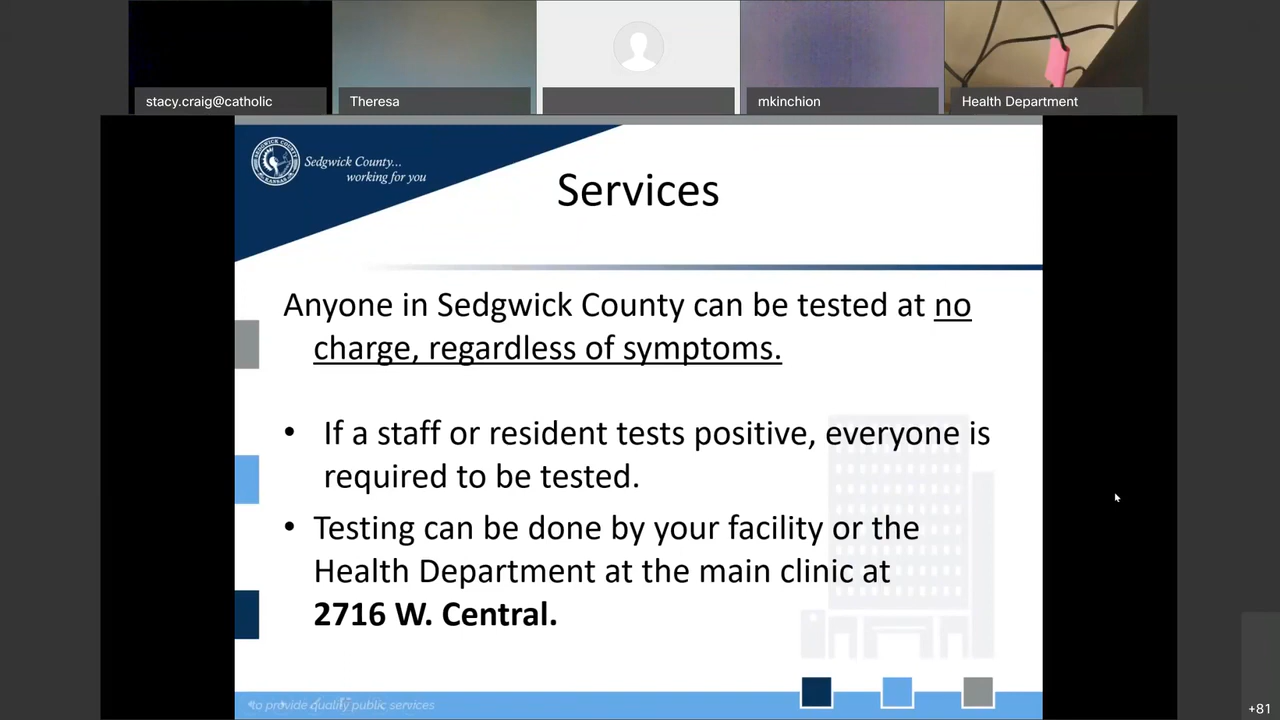 stacy.craig@catholic
Theresa
mkinchion
Health Department
Sedgwick County...
working for you
Services
Anyone in Sedgwick County can be tested at no
charge, regardless of symptoms.
• If a staff or resident tests positive, everyone is
required to be tested.
• Testing can be done by your facility or the
Health Department at the main clinic at
2716 W. Central.
to provide quality public services
+81